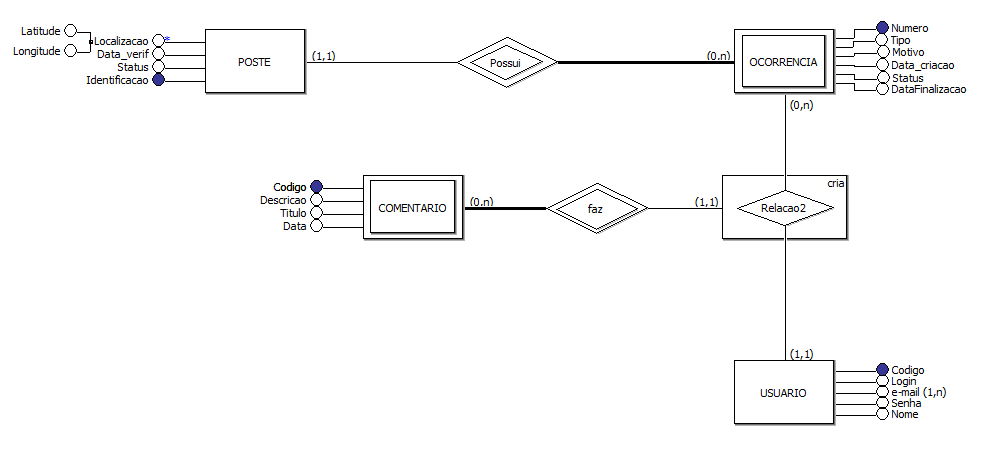 Latitude
Longitude
Localizacao *
Data_verif
Status
Identificacao
POSTE
(1,1)
Possui
(0,n)
OCORRENCIA
Numero
Tipo
Motivo
Data_criacao
Status
DataFinalizacao
(0,n)
Codigo
Descricao
Titulo
Data
COMENTARIO
(0,n)
faz
(1,1)
cria
Relacao2
(1,1)
USUARIO
Codigo
Login
e-mail (1,n)
Senha
Nome